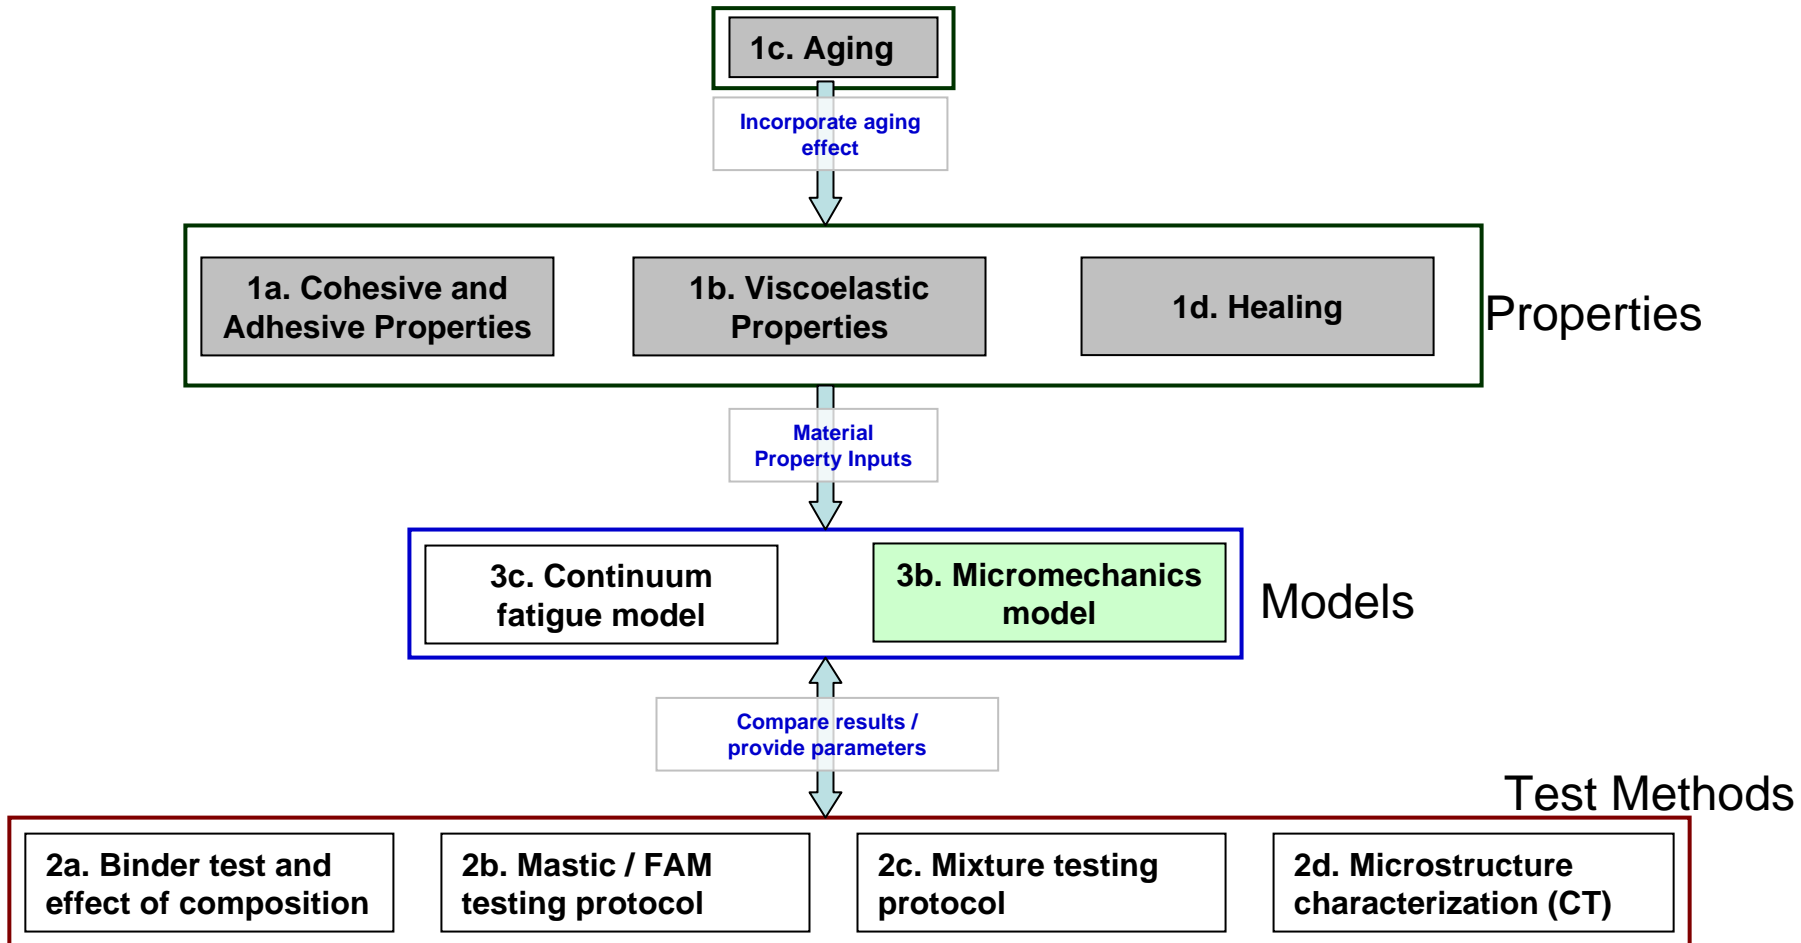 1c. Aging
Incorporate aging
effect
1a. Cohesive and
Adhesive Properties
1b. Viscoelastic
Properties
1d. Healing
Properties
Material
Property Inputs
3c. Continuum
fatigue model
3b. Micromechanics
model
Models
Compare results /
provide parameters
Test Methods
2a. Binder test and
effect of composition
2b. Mastic / FAM
testing protocol
2c. Mixture testing
protocol
2d. Microstructure
characterization (CT)